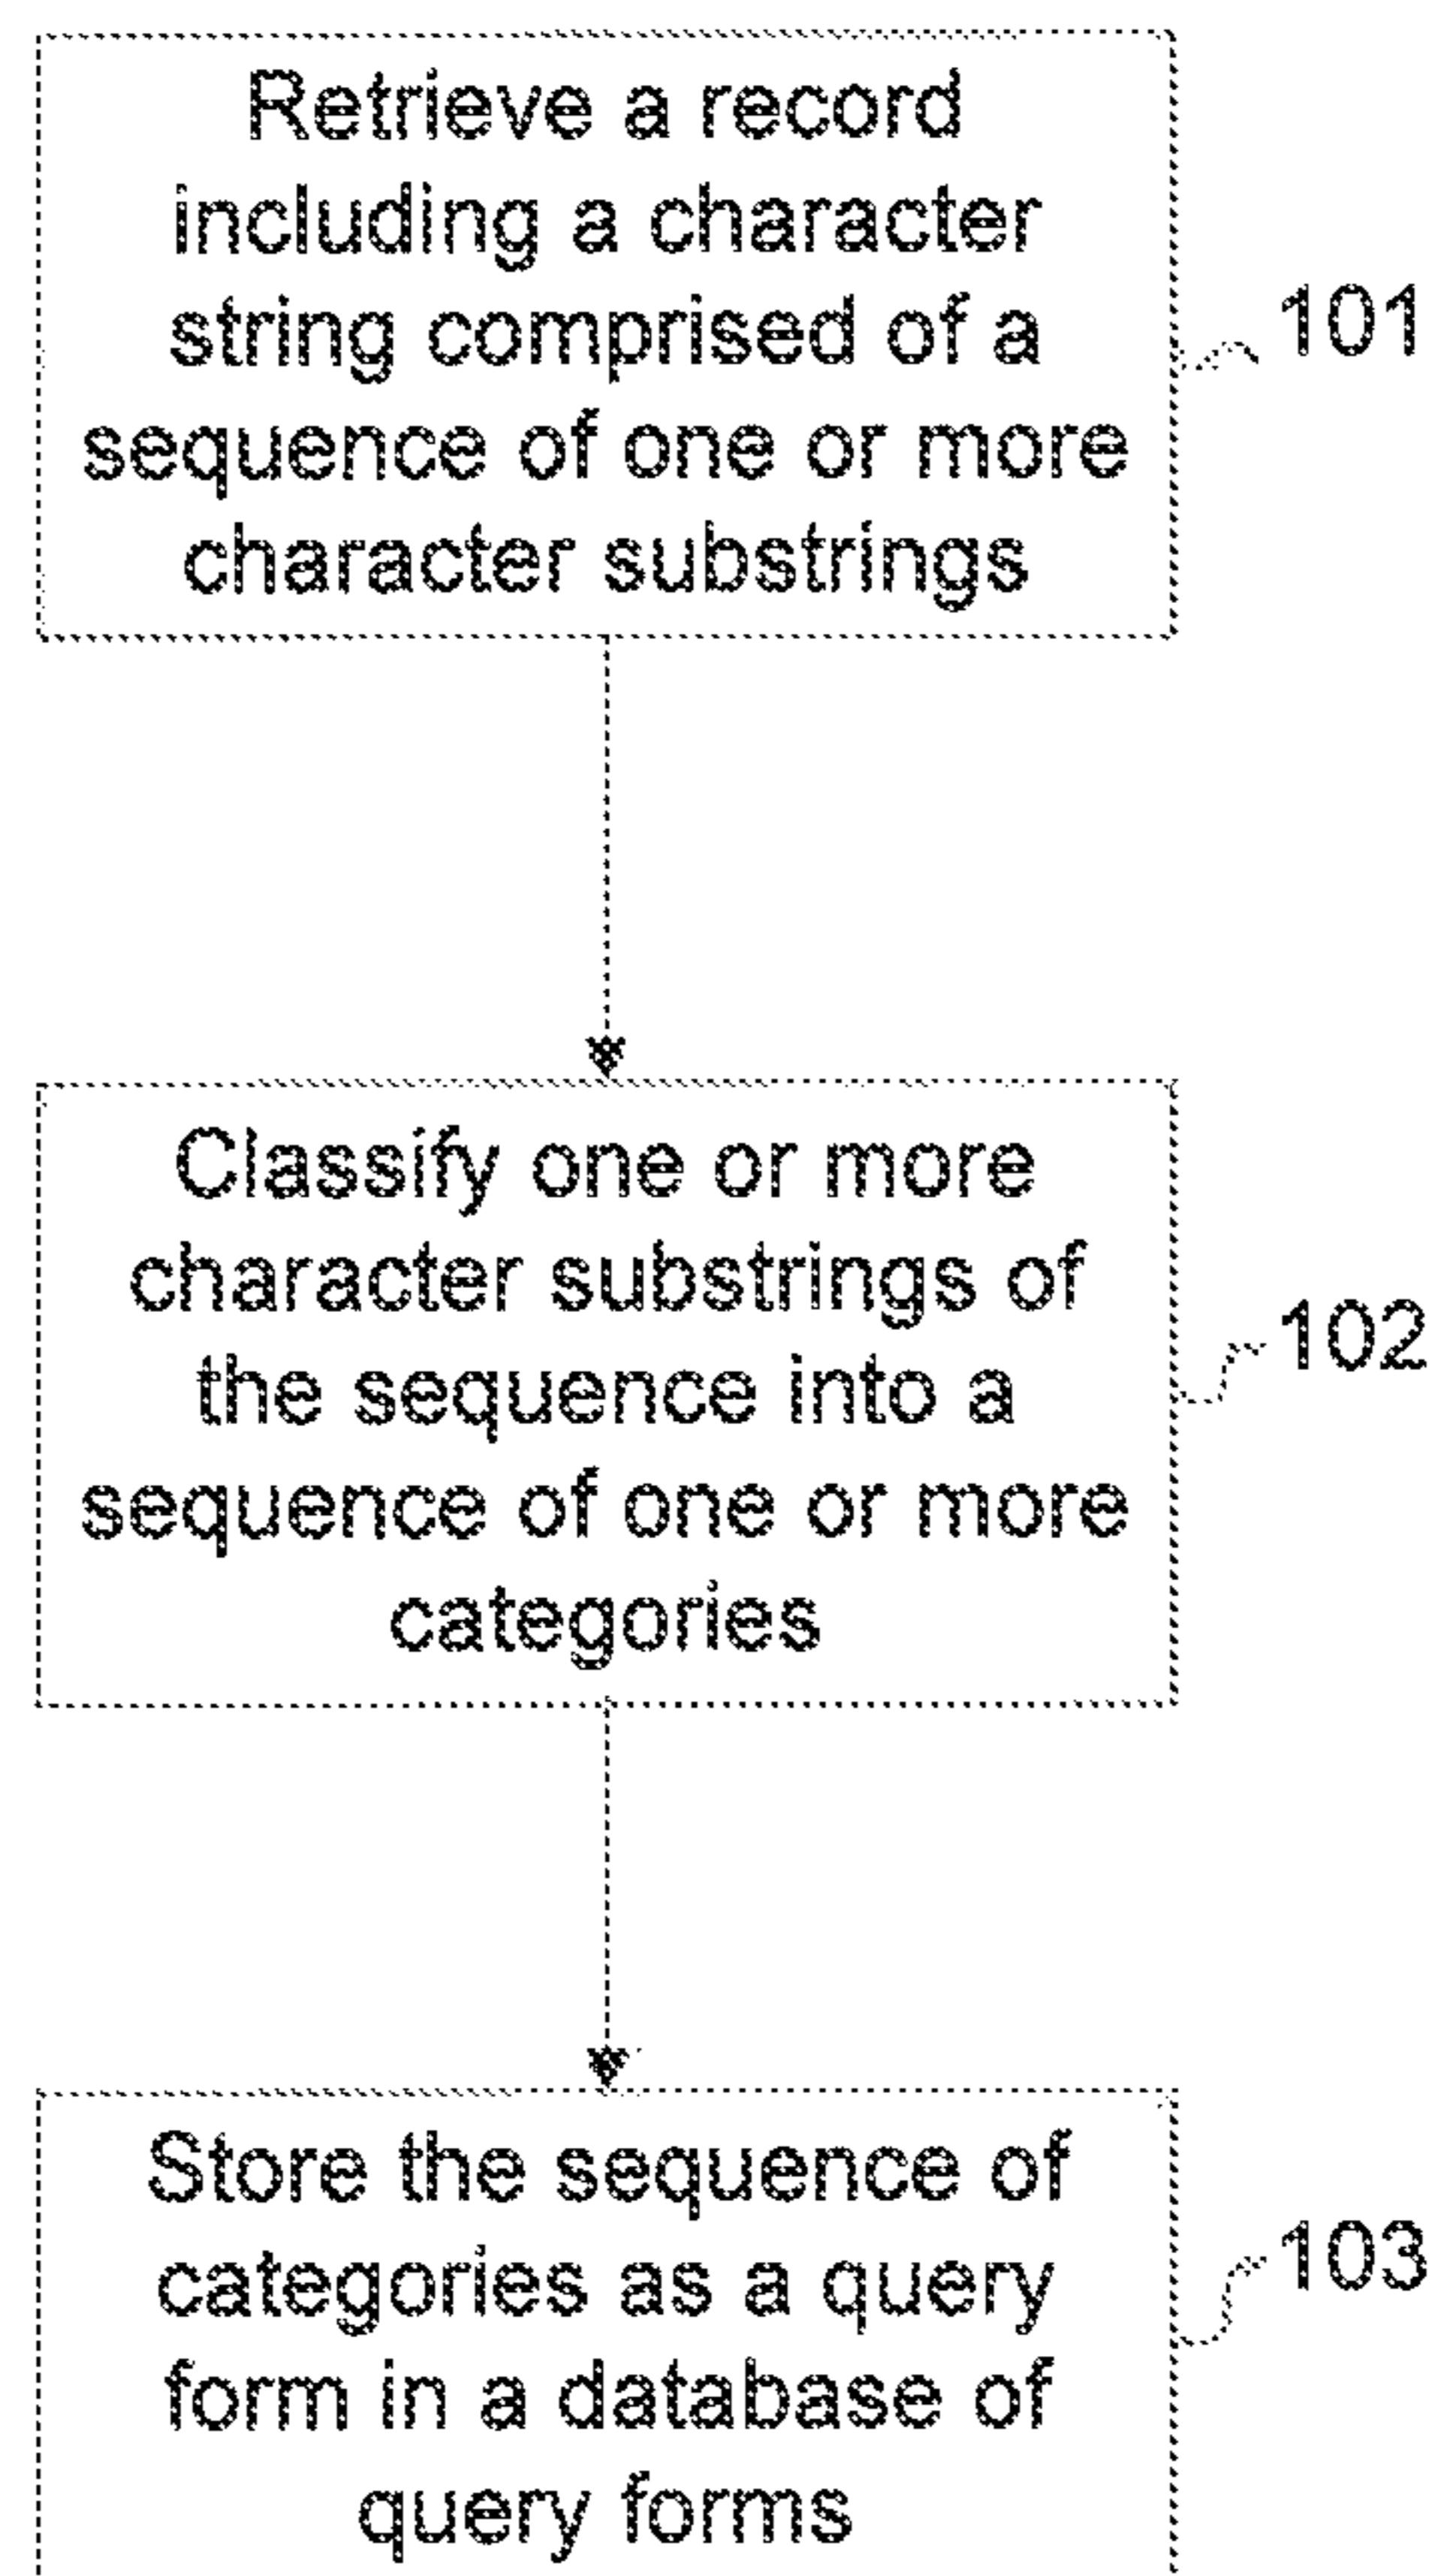 Retrieve a record
including a character
string comprised of a
sequence of one or more
character substrings
101
Classify one or more
character substrings of
the sequence into a
sequence of one or more
categories
102
Store the sequence of
categories as a query
form in a database of
query forms
103